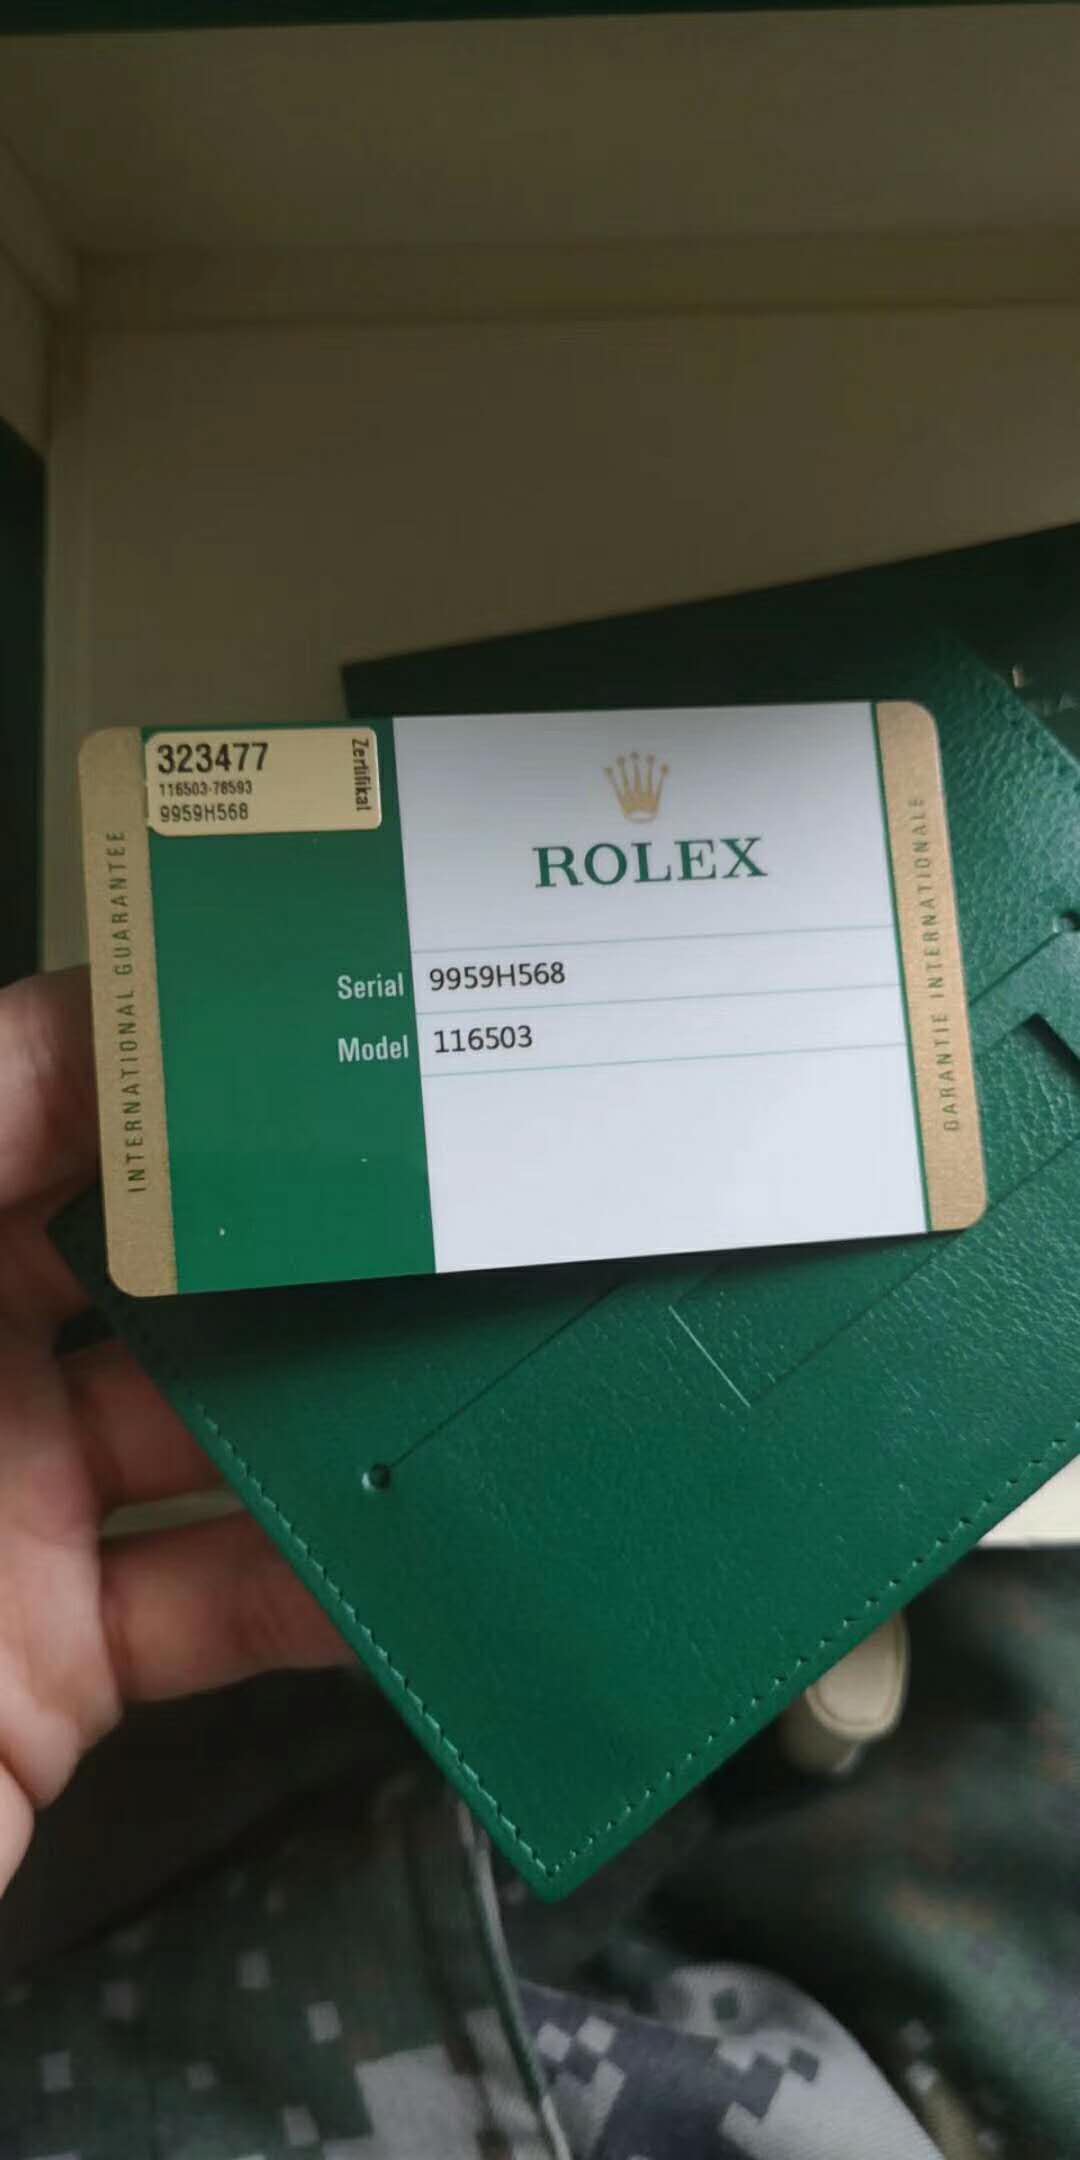 323477
116503-78593
9959H568
Zertifikat
INTERNATIONAL GUARANTEE
ROLEX
Serial 9959H568
Model 116503
GARANTIE INTERNATIONALE